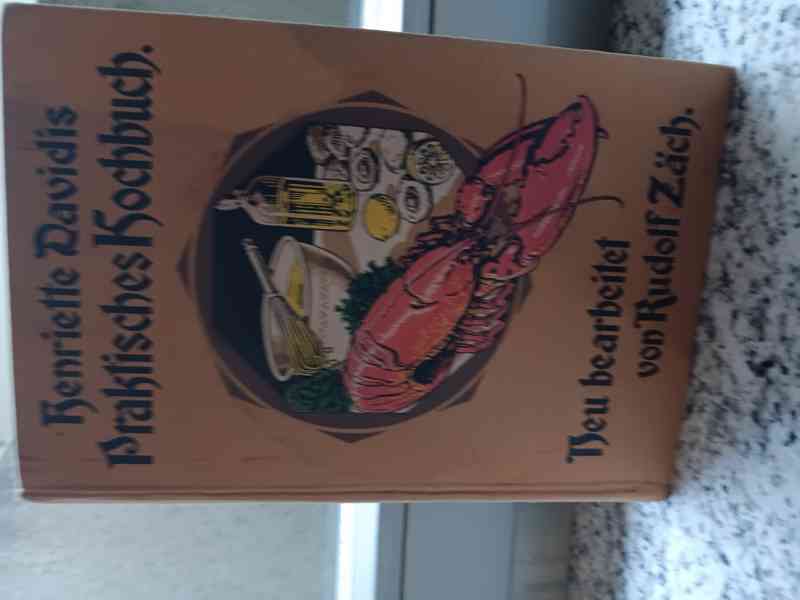 Henriette Davidis
Praktisches Kochbuch.
Neu bearbeitet
von Rudolf Zäch.